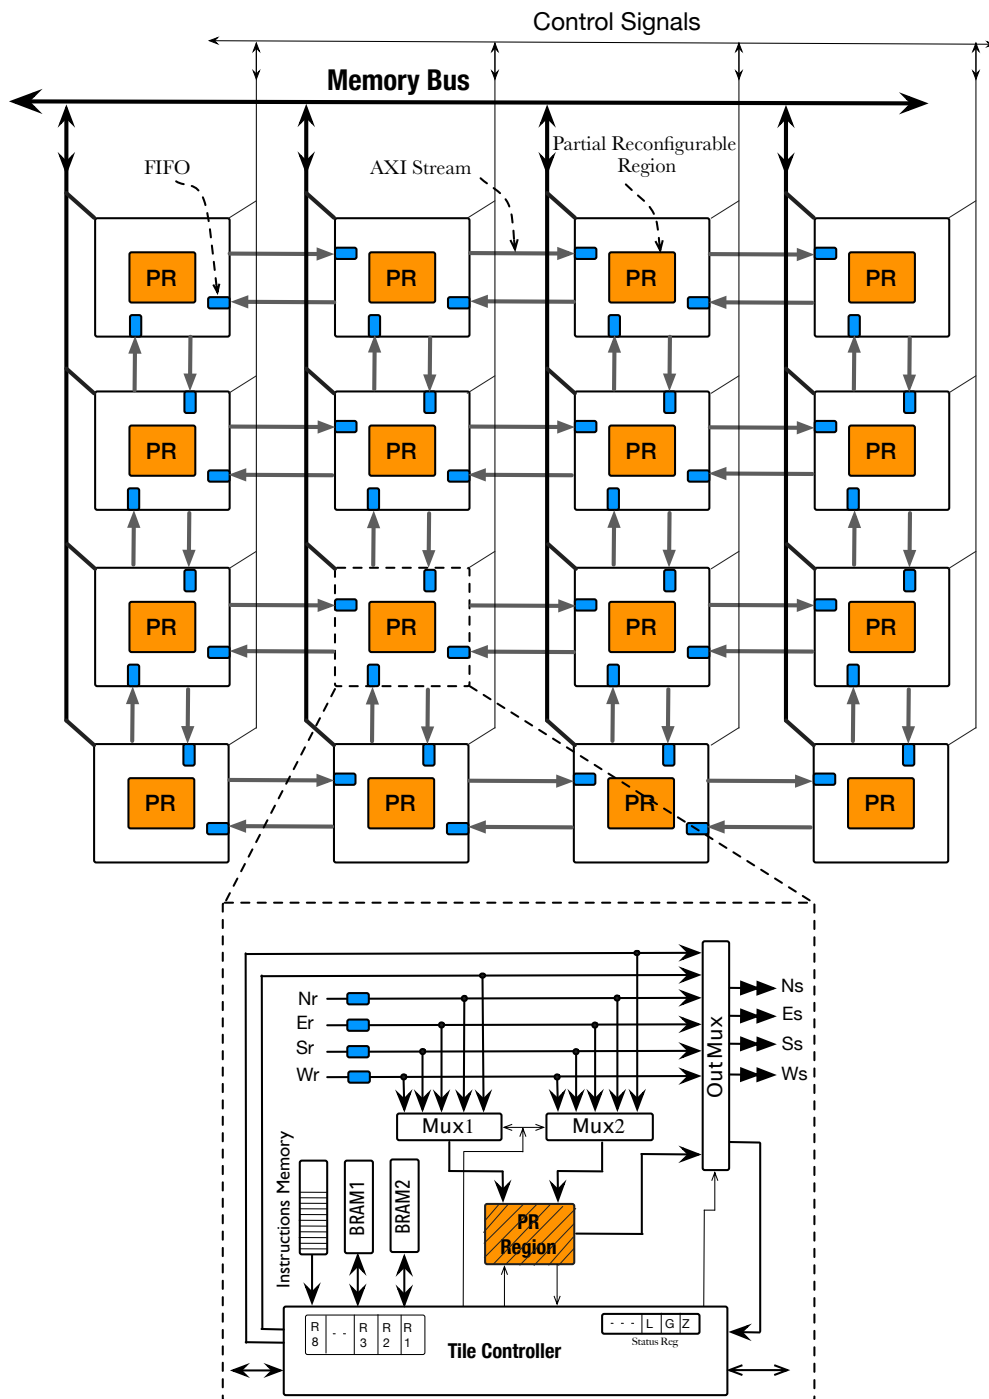 Control Signals
Memory Bus
FIFO
AXI Stream
Partial Reconfigurable
Region
PR PR PR PR
PR PR PR PR
PR PR PR PR
PR PR PR PR
Nr
Er
Sr
Wr
OutMux
Ns
Es
Ss
Ws
Mux1
Mux2
Instructions Memory
BRAM1
BRAM2
PR
Region
R R R R
8 - - 3 2 1
- - - L G Z
Status Reg
Tile Controller